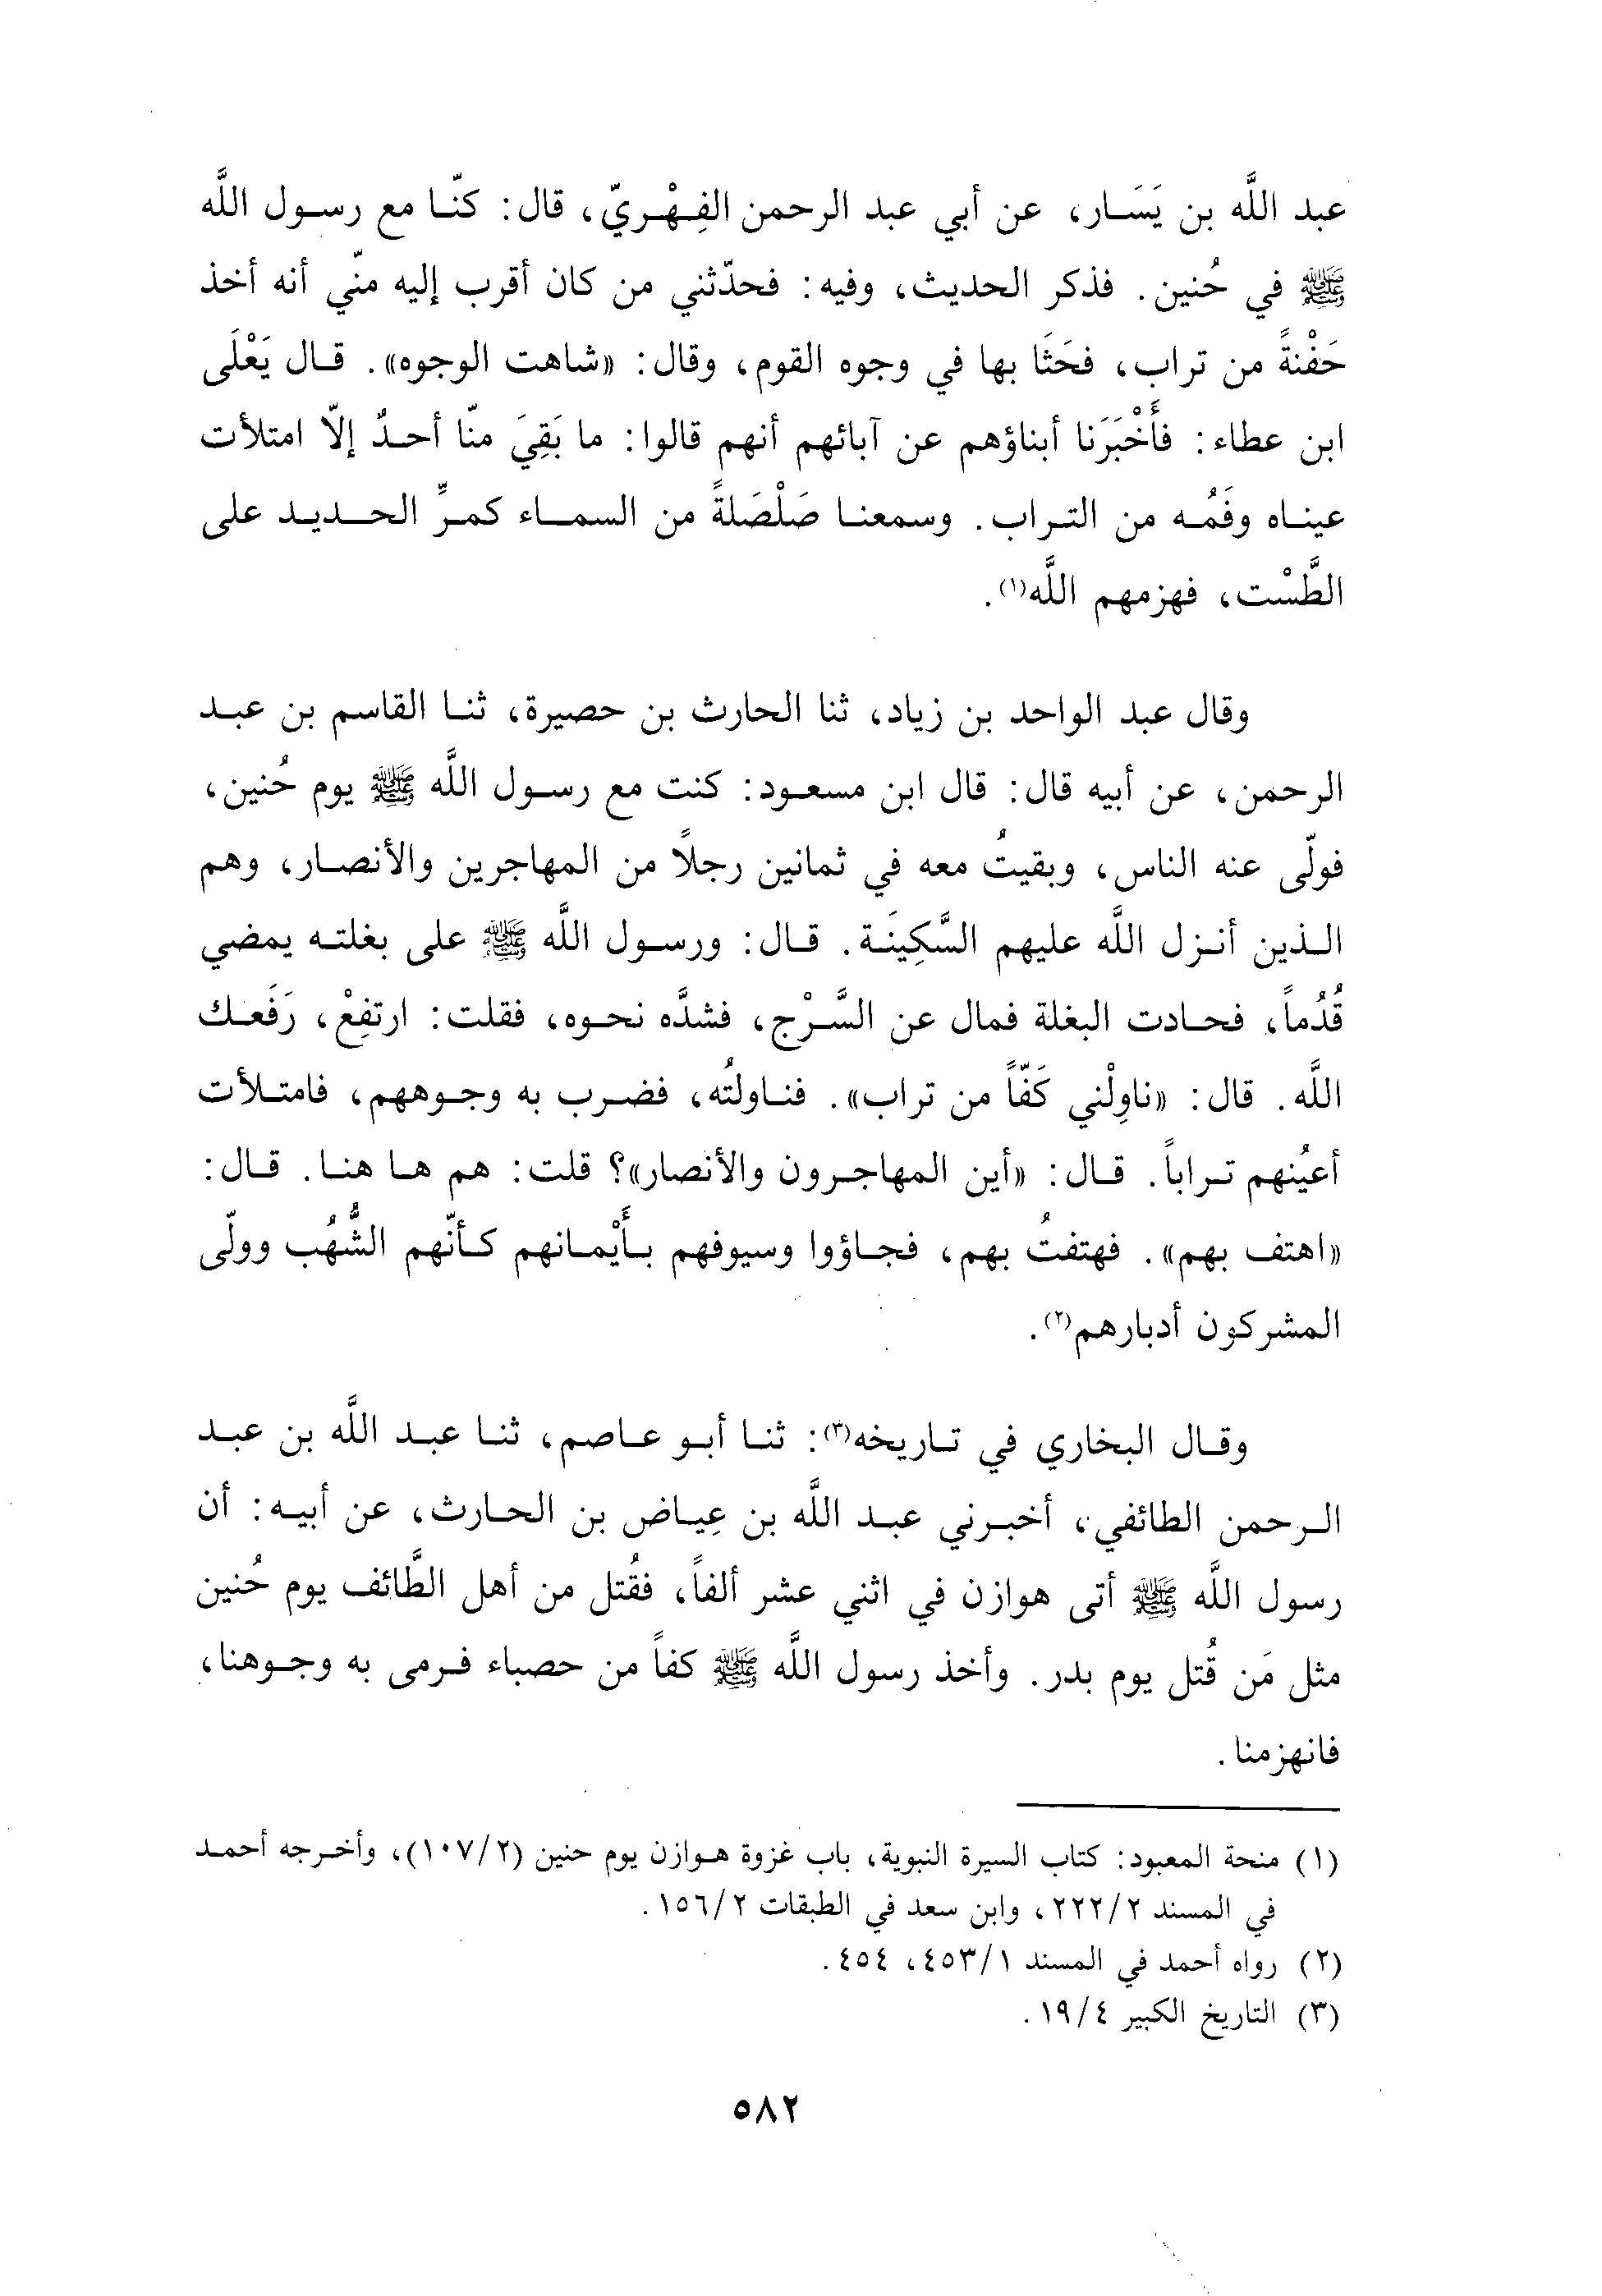 عبد اللَّه بن يَسَار، عن أبي عبد الرحمن الفِهْريّ، قال: كنّا مع رسول اللَّه
ﷺ في حُنين. فذكر الحديث، وفيه: فحدّثني من كان أقرب إليه منّي أنه أخذ
حَفْنةً من تراب، فحَثَا بها في وجوه القوم، وقال: «شاهت الوجوه». قال يَعْلَى
ابن عطاء: فأَخْبَرَنا أبناؤهم عن آبائهم أنهم قالوا: ما بَقِيَ منّا أحدٌ إلاّ امتلأت
عيناه وفَمُه من التراب. وسمعنا صَلْصَلةً من السماء كمرِّ الحديد على
الطَّسْت، فهزمهم اللَّه(١).
وقال عبد الواحد بن زياد، ثنا الحارث بن حصيرة، ثنا القاسم بن عبد
الرحمن، عن أبيه قال: قال ابن مسعود: كنت مع رسول اللَّه ﷺ يوم حُنين،
فولّى عنه الناس، وبقيتُ معه في ثمانين رجلاً من المهاجرين والأنصار، وهم
الذين أنزل اللَّه عليهم السَّكِينَة. قال: ورسول اللَّه ﷺ على بغلته يمضي
قُدُماً، فحادت البغلة فمال عن السَّرْج، فشدَّه نحوه، فقلت: ارتفِعْ، رَفَعك
اللَّه. قال: «ناوِلْني كَفّاً من تراب». فناولتُه، فضرب به وجوههم، فامتلأت
أعيُنهم تراباً. قال: «أين المهاجرون والأنصار»؟ قلت: هم ها هنا. قال:
«اهتف بهم». فهتفتُ بهم، فجاؤوا وسيوفهم بأَيْمانهم كأنّهم الشُّهُب وولّى
المشركون أدبارهم(٢).
وقال البخاري في تاريخه(٣): ثنا أبو عاصم، ثنا عبد اللَّه بن عبد
الرحمن الطائفي، أخبرني عبد اللَّه بن عِياض بن الحارث، عن أبيه: أن
رسول اللَّه ﷺ أتى هوازن في اثني عشر ألفاً، فقُتل من أهل الطَّائف يوم حُنين
مثل مَن قُتل يوم بدر. وأخذ رسول اللَّه ﷺ كفاً من حصباء فرمى به وجوهنا،
فانهزمنا.
(١) منحة المعبود: كتاب السيرة النبوية، باب غزوة هوازن يوم حنين (١٠٧/٢)، وأخرجه أحمد
في المسند ٢٢٢/٢، وابن سعد في الطبقات ١٥٦/٢.
(٢) رواه أحمد في المسند ٤٥٣/١، ٤٥٤.
(٣) التاريخ الكبير ١٩/٤.
٥٨٢